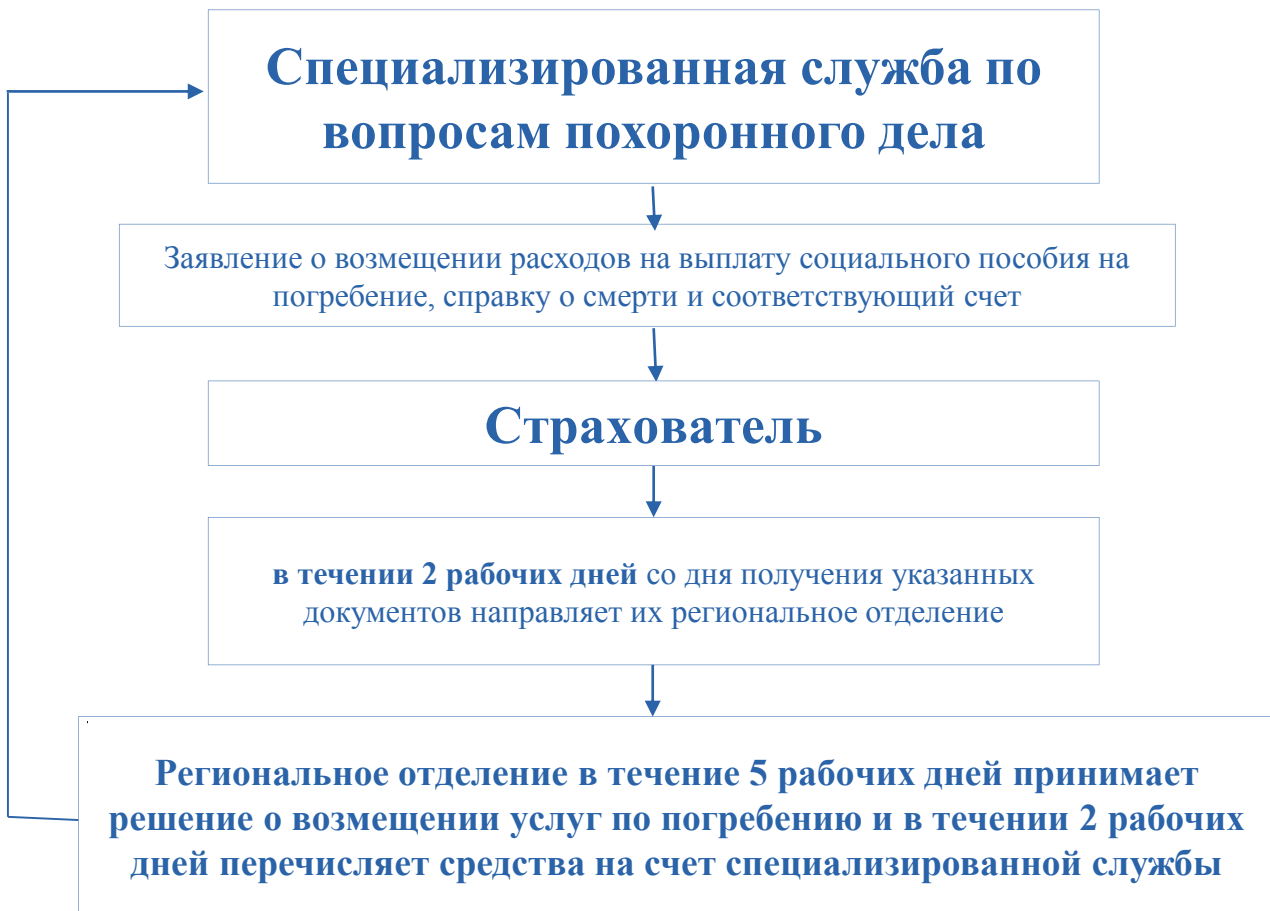 Специализированная служба по
вопросам похоронного дела
Заявление о возмещении расходов на выплату социального пособия на
погребение, справку о смерти и соответствующий счет
Страхователь
в течении 2 рабочих дней со дня получения указанных
документов направляет их региональное отделение
Региональное отделение в течение 5 рабочих дней принимает
решение о возмещении услуг по погребению и в течении 2 рабочих
дней перечисляет средства на счет специализированной службы